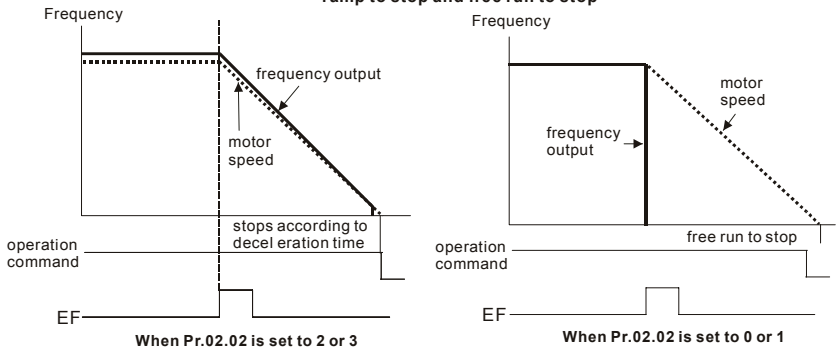 ramp to stop and free run to stop
Frequency
frequency output
motor
speed
stops according to
decel eration time
operation
command
EF
When Pr.02.02 is set to 2 or 3
Frequency
motor
speed
frequency
output
free run to stop
operation
command
EF
When Pr.02.02 is set to 0 or 1